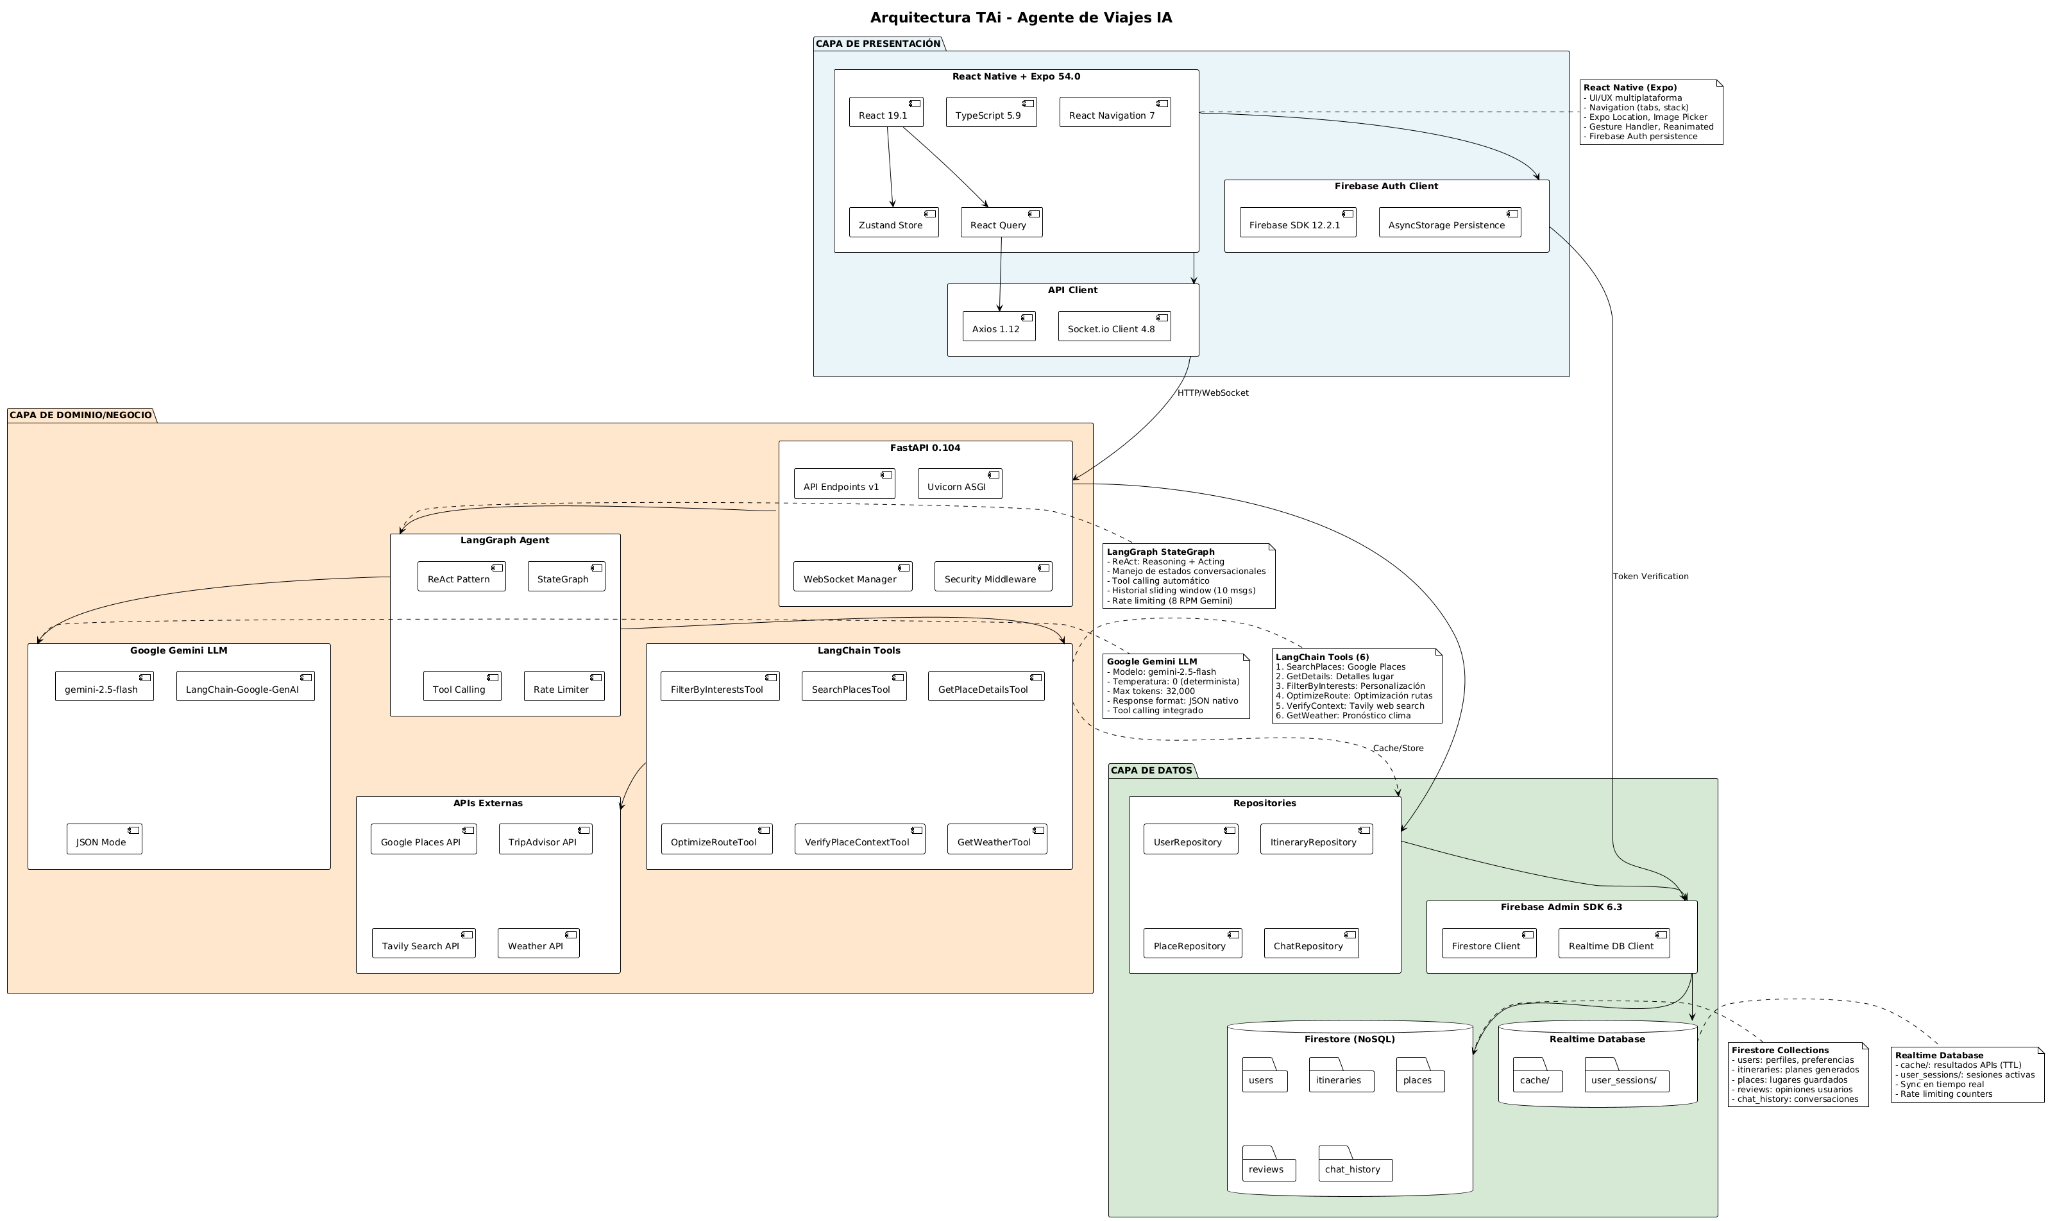 Arquitectura TAi - Agente de Viajes IA
CAPA DE PRESENTACIÓN
React Native + Expo 54.0
React 19.1
TypeScript 5.9
React Navigation 7
Zustand Store
React Query
Firebase Auth Client
Firebase SDK 12.2.1
AsyncStorage Persistence
API Client
Axios 1.12
Socket.io Client 4.8
React Native (Expo)
- UI/UX multiplataforma
- Navigation (tabs, stack)
- Expo Location, Image Picker
- Gesture Handler, Reanimated
- Firebase Auth persistence
HTTP/WebSocket
Token Verification
CAPA DE DOMINIO/NEGOCIO
FastAPI 0.104
API Endpoints v1
Uvicorn ASGI
WebSocket Manager
Security Middleware
LangGraph Agent
ReAct Pattern
StateGraph
Tool Calling
Rate Limiter
LangGraph StateGraph
- ReAct: Reasoning + Acting
- Manejo de estados conversacionales
- Tool calling automático
- Historial sliding window (10 msgs)
- Rate limiting (8 RPM Gemini)
Google Gemini LLM
gemini-2.5-flash
LangChain-Google-GenAI
JSON Mode
LangChain Tools
FilterByInterestsTool
SearchPlacesTool
GetPlaceDetailsTool
OptimizeRouteTool
VerifyPlaceContextTool
GetWeatherTool
Google Gemini LLM
- Modelo: gemini-2.5-flash
- Temperatura: 0 (determinista)
- Max tokens: 32,000
- Response format: JSON nativo
- Tool calling integrado
LangChain Tools (6)
1. SearchPlaces: Google Places
2. GetDetails: Detalles lugar
3. FilterByInterests: Personalización
4. OptimizeRoute: Optimización rutas
5. VerifyContext: Tavily web search
6. GetWeather: Pronóstico clima
Cache/Store
APIs Externas
Google Places API
TripAdvisor API
Tavily Search API
Weather API
CAPA DE DATOS
Repositories
UserRepository
ItineraryRepository
PlaceRepository
ChatRepository
Firebase Admin SDK 6.3
Firestore Client
Realtime DB Client
Firestore (NoSQL)
users
itineraries
places
reviews
chat_history
Realtime Database
cache/
user_sessions/
Firestore Collections
- users: perfiles, preferencias
- itineraries: planes generados
- places: lugares guardados
- reviews: opiniones usuarios
- chat_history: conversaciones
Realtime Database
- cache/: resultados APIs (TTL)
- user_sessions/: sesiones activas
- Sync en tiempo real
- Rate limiting counters